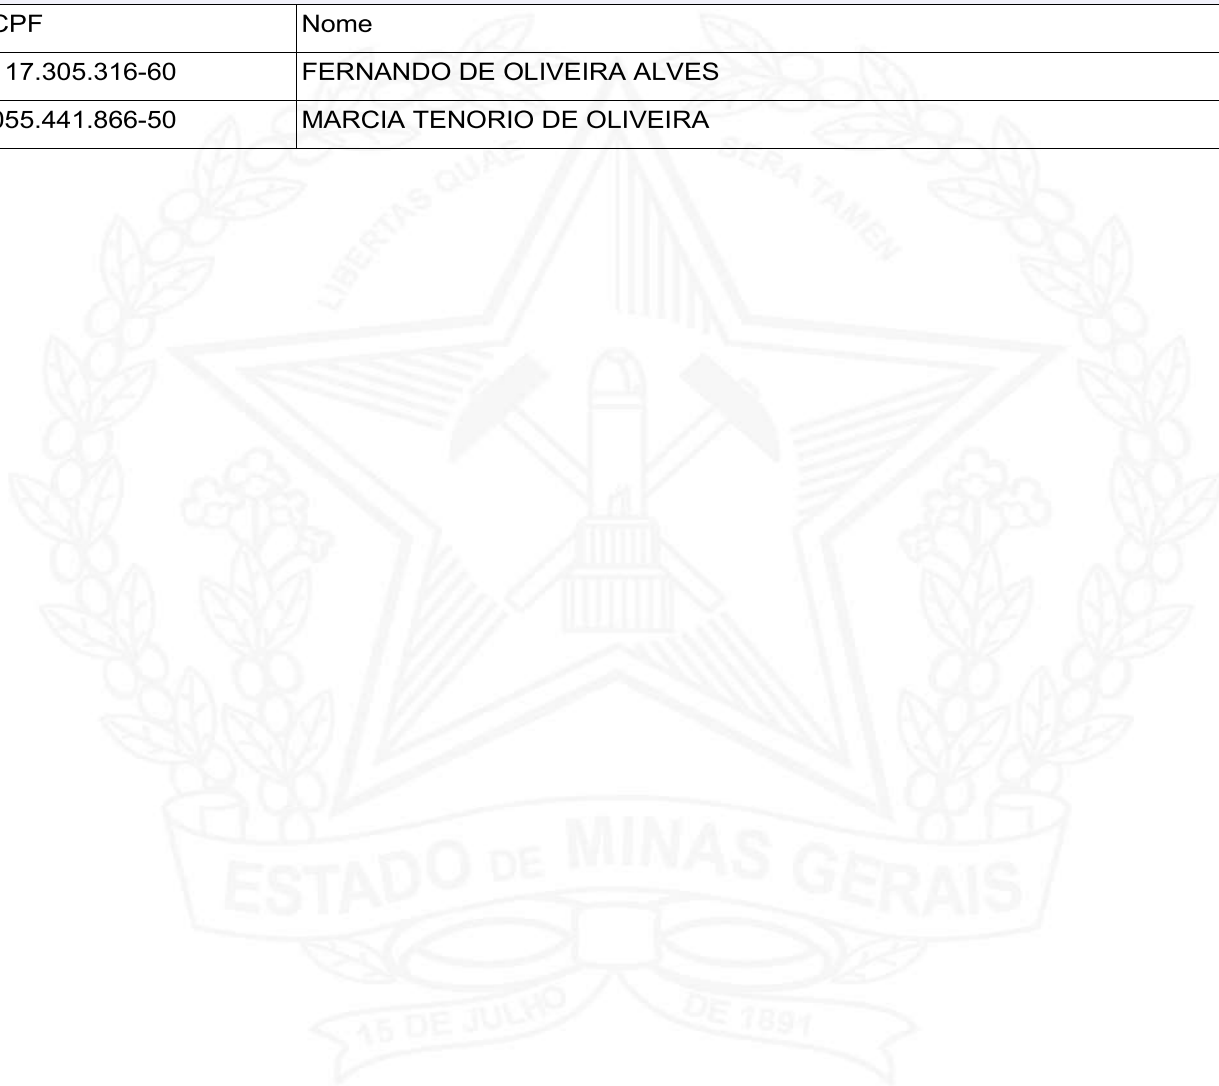 CPF Nome
17.305.316-60 FERNANDO DE OLIVEIRA ALVES
055.441.866-50 MARCIA TENORIO DE OLIVEIRA
LIBERTAS QUAE SERA TAMEN
ESTADO DE MINAS GERAIS
15 DE JULHO DE 1891